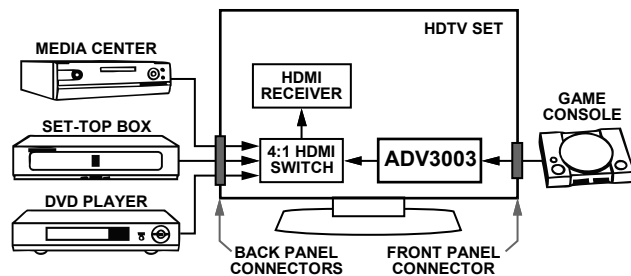 HDTV SET
MEDIA CENTER
HDMI
RECEIVER
GAME
CONSOLE
SET-TOP BOX
4:1 HDMI
SWITCH
ADV3003
DVD PLAYER
BACK PANEL
CONNECTORS
FRONT PANEL
CONNECTOR